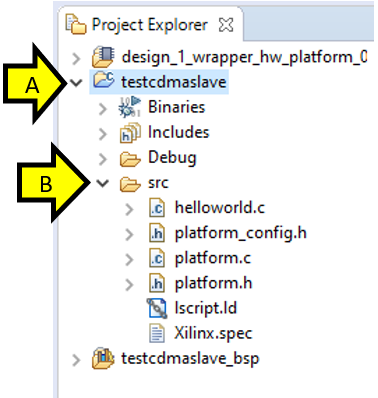 Project Explorer
design_1_wrapper_hw_platform_0
A
testcdmaslave
Binaries
Includes
Debug
B
src
helloworld.c
platform_config.h
platform.c
platform.h
lscript.ld
Xilinx.spec
testcdmaslave_bsp